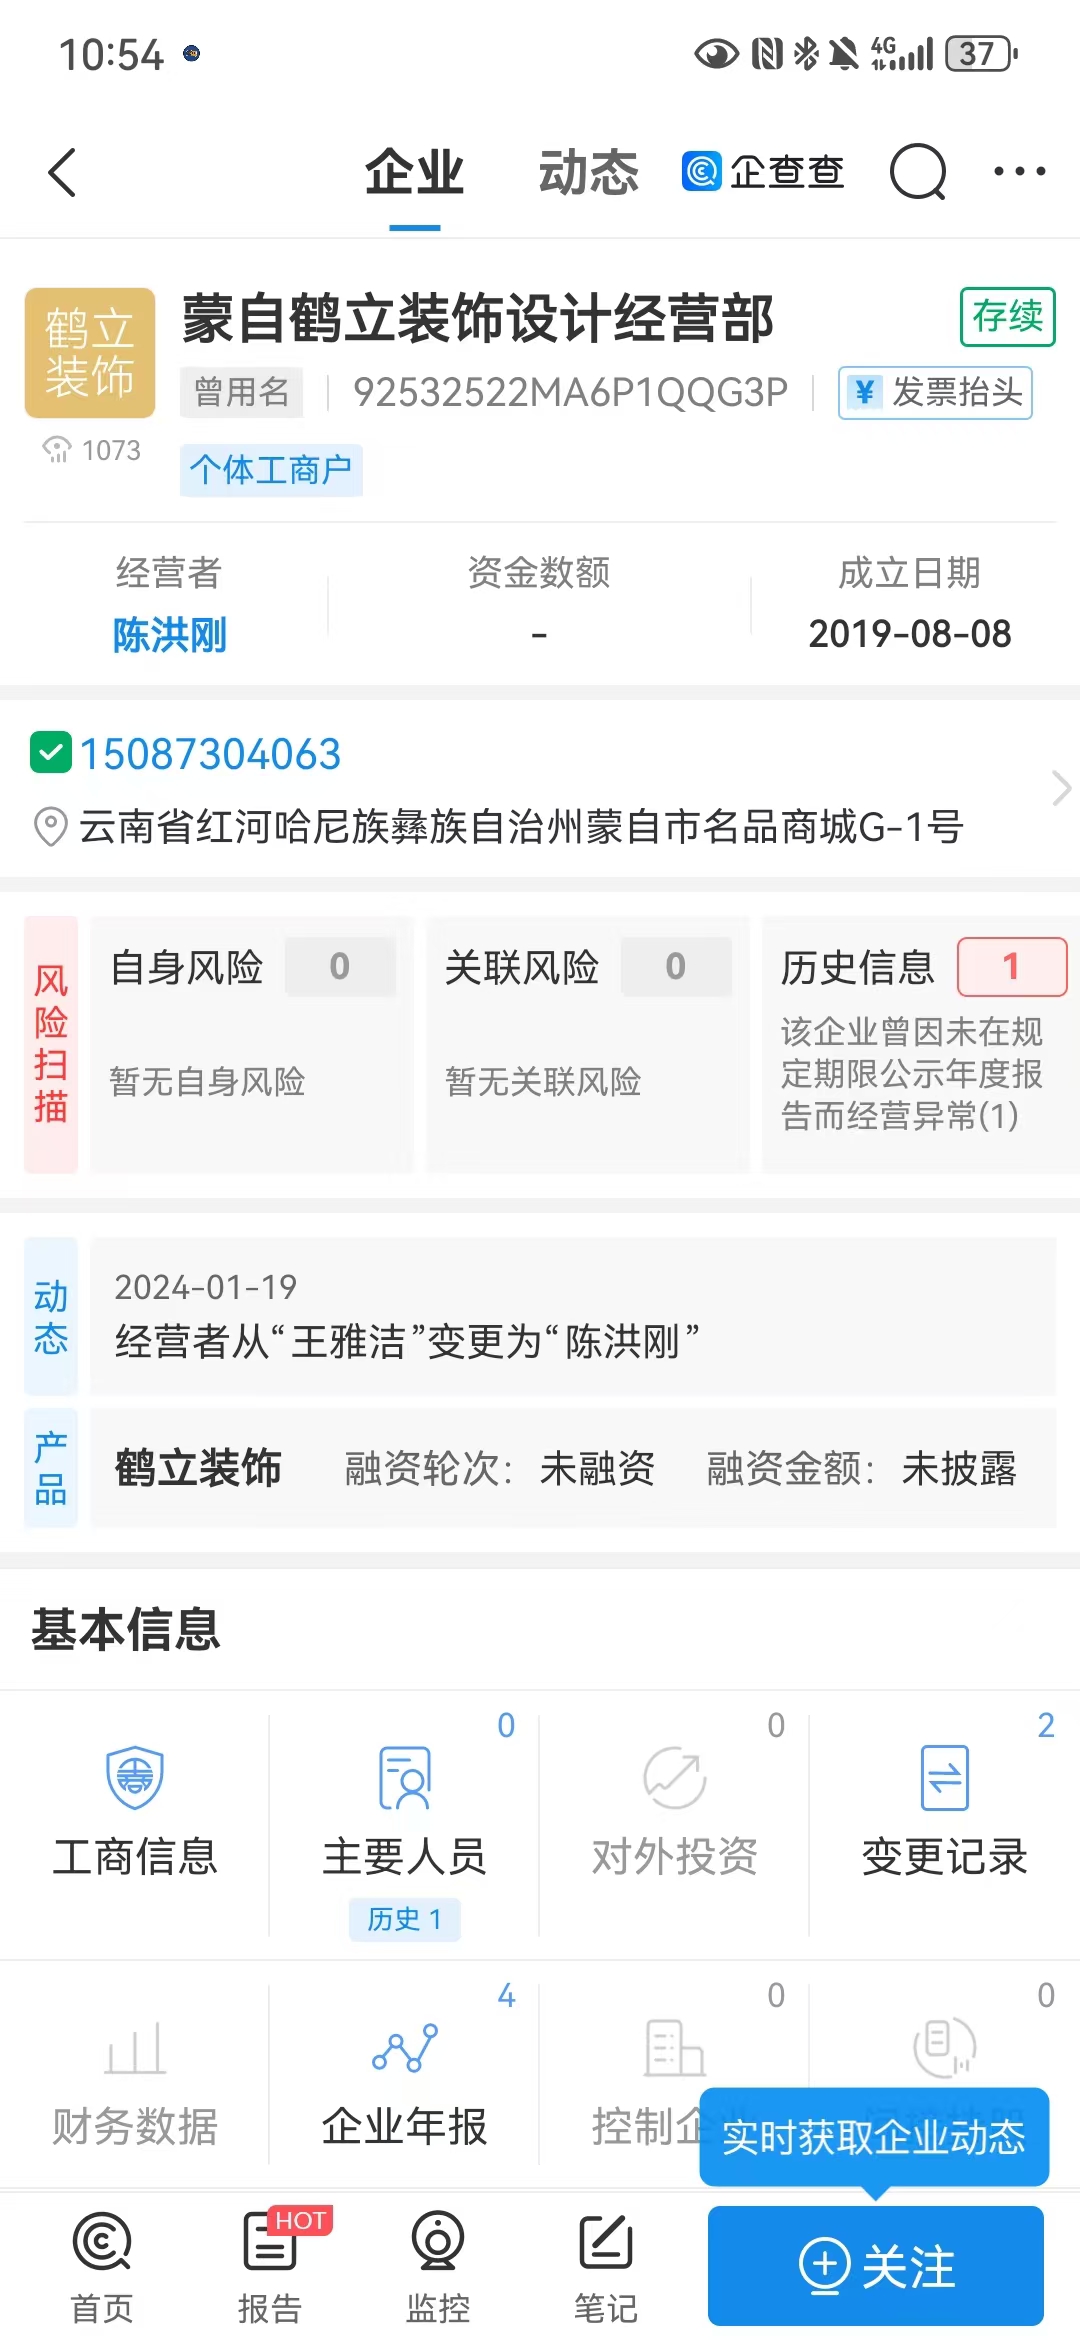 10:54
4G
37
企业
动态
企查查
鹤立
装饰
蒙自鹤立装饰设计经营部
存续
曾用名
92532522MA6P1QQG3P
¥ 发票抬头
1073
个体工商户
经营者
资金数额
成立日期
陈洪刚
-
2019-08-08
15087304063
云南省红河哈尼族彝族自治州蒙自市名品商城G-1号
风险扫描
自身风险 0
暂无自身风险
关联风险 0
暂无关联风险
历史信息 1
该企业曾因未在规
定期限公示年度报
告而经营异常(1)
动态
2024-01-19
经营者从“王雅洁”变更为“陈洪刚”
产品
鹤立装饰 融资轮次： 未融资 融资金额： 未披露
基本信息
工商信息
0
主要人员
历史 1
0
对外投资
2
变更记录
财务数据
4
企业年报
0
控制企
0
实时获取企业动态
首页
HOT
报告
监控
笔记
关注